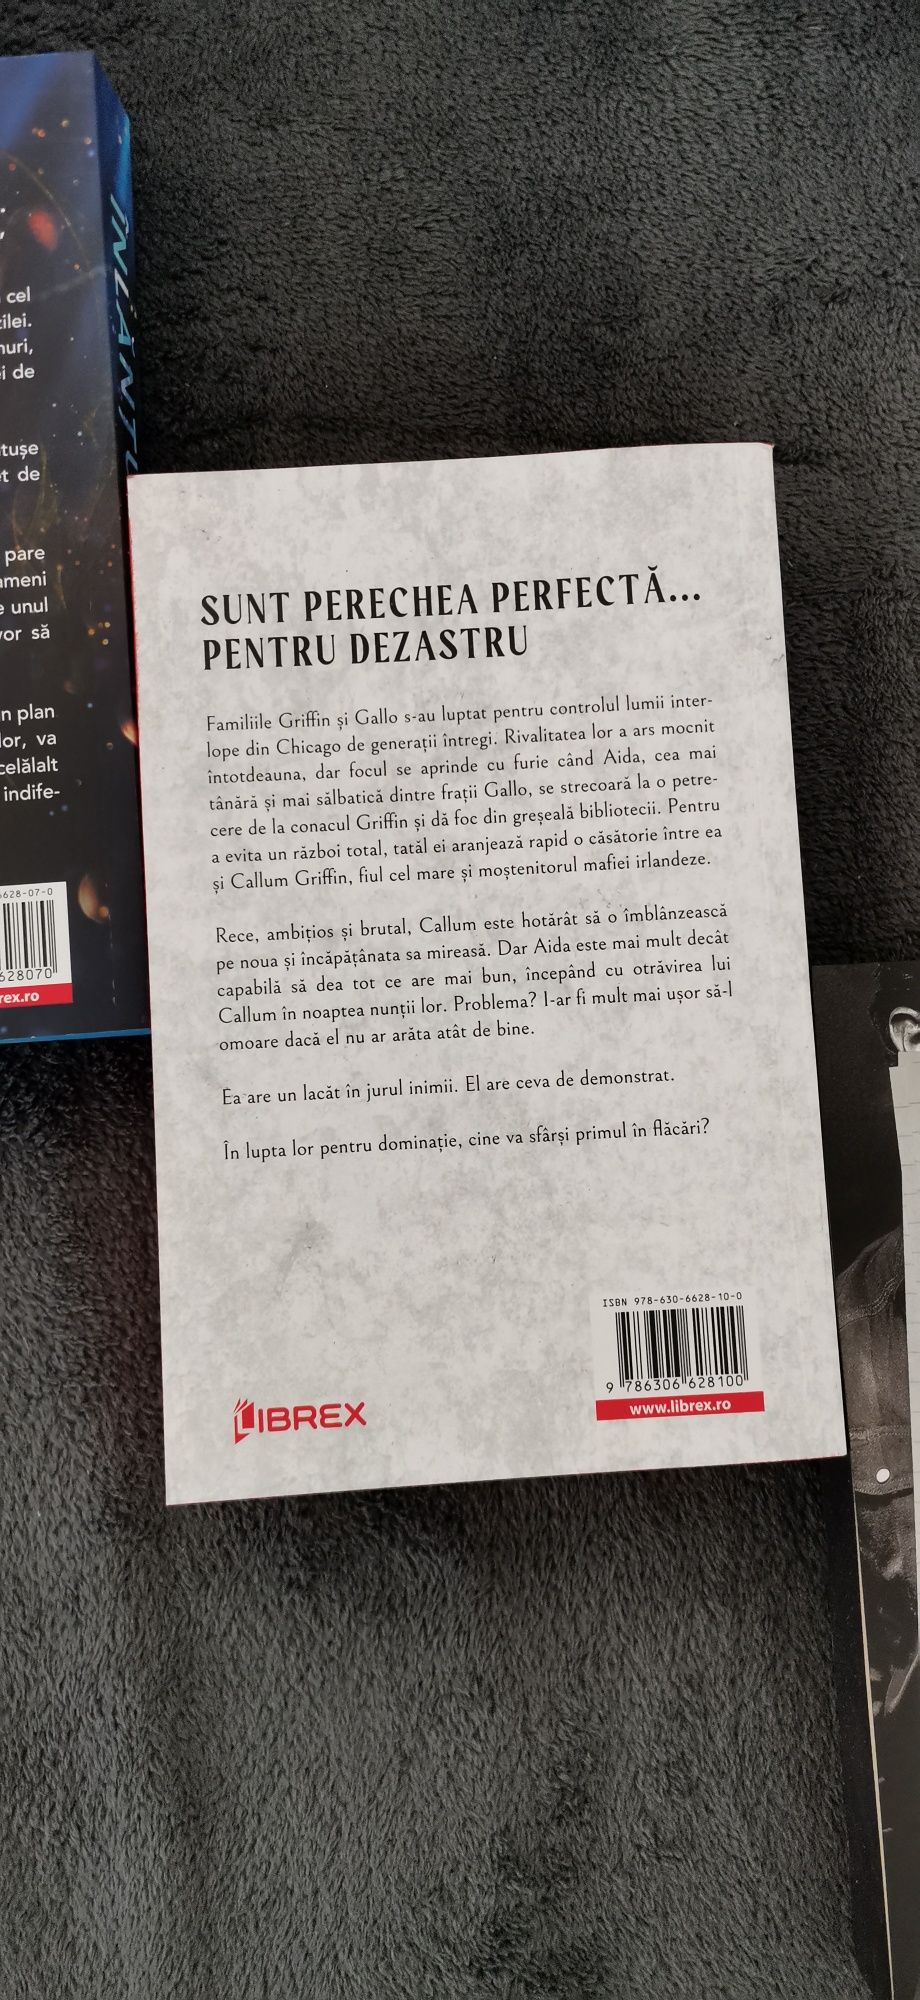 ÎNLĂNȚU
cel
zilei.
nuri,
i de
tușe
t de
pare
ameni
e unul
vor să
n plan
lor, va
celălalt
indife-
6628-07-0
628070
rex.ro
SUNT PERECHEA PERFECTĂ...
PENTRU DEZASTRU
Familiile Griffin și Gallo s-au luptat pentru controlul lumii inter-
lope din Chicago de generații întregi. Rivalitatea lor a ars mocnit
întotdeauna, dar focul se aprinde cu furie când Aida, cea mai
tânără și mai sălbatică dintre frații Gallo, se strecoară la o petre-
cere de la conacul Griffin și dă foc din greșeală bibliotecii. Pentru
a evita un război total, tatăl ei aranjează rapid o căsătorie între ea
și Callum Griffin, fiul cel mare și moștenitorul mafiei irlandeze.
Rece, ambițios și brutal, Callum este hotărât să o îmblânzească
pe noua și încăpățânata sa mireasă. Dar Aida este mai mult decât
capabilă să dea tot ce are mai bun, începând cu otrăvirea lui
Callum în noaptea nunții lor. Problema? I-ar fi mult mai ușor să-l
omoare dacă el nu ar arăta atât de bine.
Ea are un lacăt în jurul inimii. El are ceva de demonstrat.
În lupta lor pentru dominație, cine va sfârși primul în flăcări?
ISBN 978-630-6628-10-0
9 786306 628100
www.librex.ro
LIBREX